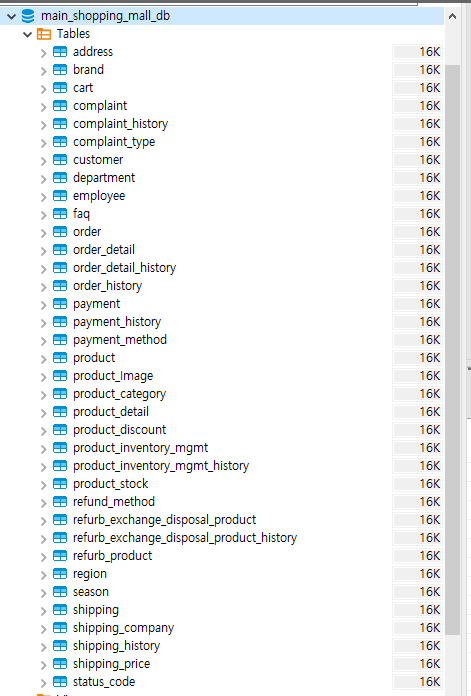 main_shopping_mall_db
Tables
address 16K
brand 16K
cart 16K
complaint 16K
complaint_history 16K
complaint_type 16K
customer 16K
department 16K
employee 16K
faq 16K
order 16K
order_detail 16K
order_detail_history 16K
order_history 16K
payment 16K
payment_history 16K
payment_method 16K
product 16K
product_image 16K
product_category 16K
product_detail 16K
product_discount 16K
product_inventory_mgmt 16K
product_inventory_mgmt_history 16K
product_stock 16K
refund_method 16K
refurb_exchange_disposal_product 16K
refurb_exchange_disposal_product_history 16K
refurb_product 16K
region 16K
season 16K
shipping 16K
shipping_company 16K
shipping_history 16K
shipping_price 16K
status_code 16K